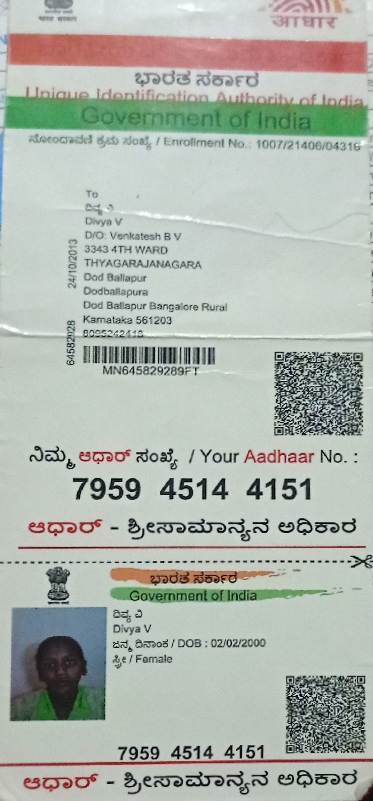 भारत सरकार
आधार
ಭಾರತ ಸರ್ಕಾರ
Unique Identification Authority of India
Government of India
ನೋಂದಾವಣೆ ಕ್ರಮ ಸಂಖ್ಯೆ / Enrollment No.: 1007/21406/04316
To
ದಿವ್ಯ ವಿ
Divya V
D/O: Venkatesh B V
3343 4TH WARD
THYAGARAJANAGARA
Dod Ballapur
Dodballapura
Dod Ballapur Bangalore Rural
Karnataka 561203
24/10/2013
MN645829289FT
ನಿಮ್ಮ ಆಧಾರ್ ಸಂಖ್ಯೆ / Your Aadhaar No. :
7959 4514 4151
ಆಧಾರ್ - ಶ್ರೀಸಾಮಾನ್ಯನ ಅಧಿಕಾರ
ಭಾರತ ಸರ್ಕಾರ
Government of India
ದಿವ್ಯ ವಿ
Divya V
ಜನ್ಮ ದಿನಾಂಕ / DOB : 02/02/2000
ಸ್ತ್ರೀ / Female
7959 4514 4151
ಆಧಾರ್ - ಶ್ರೀಸಾಮಾನ್ಯನ ಅಧಿಕಾರ